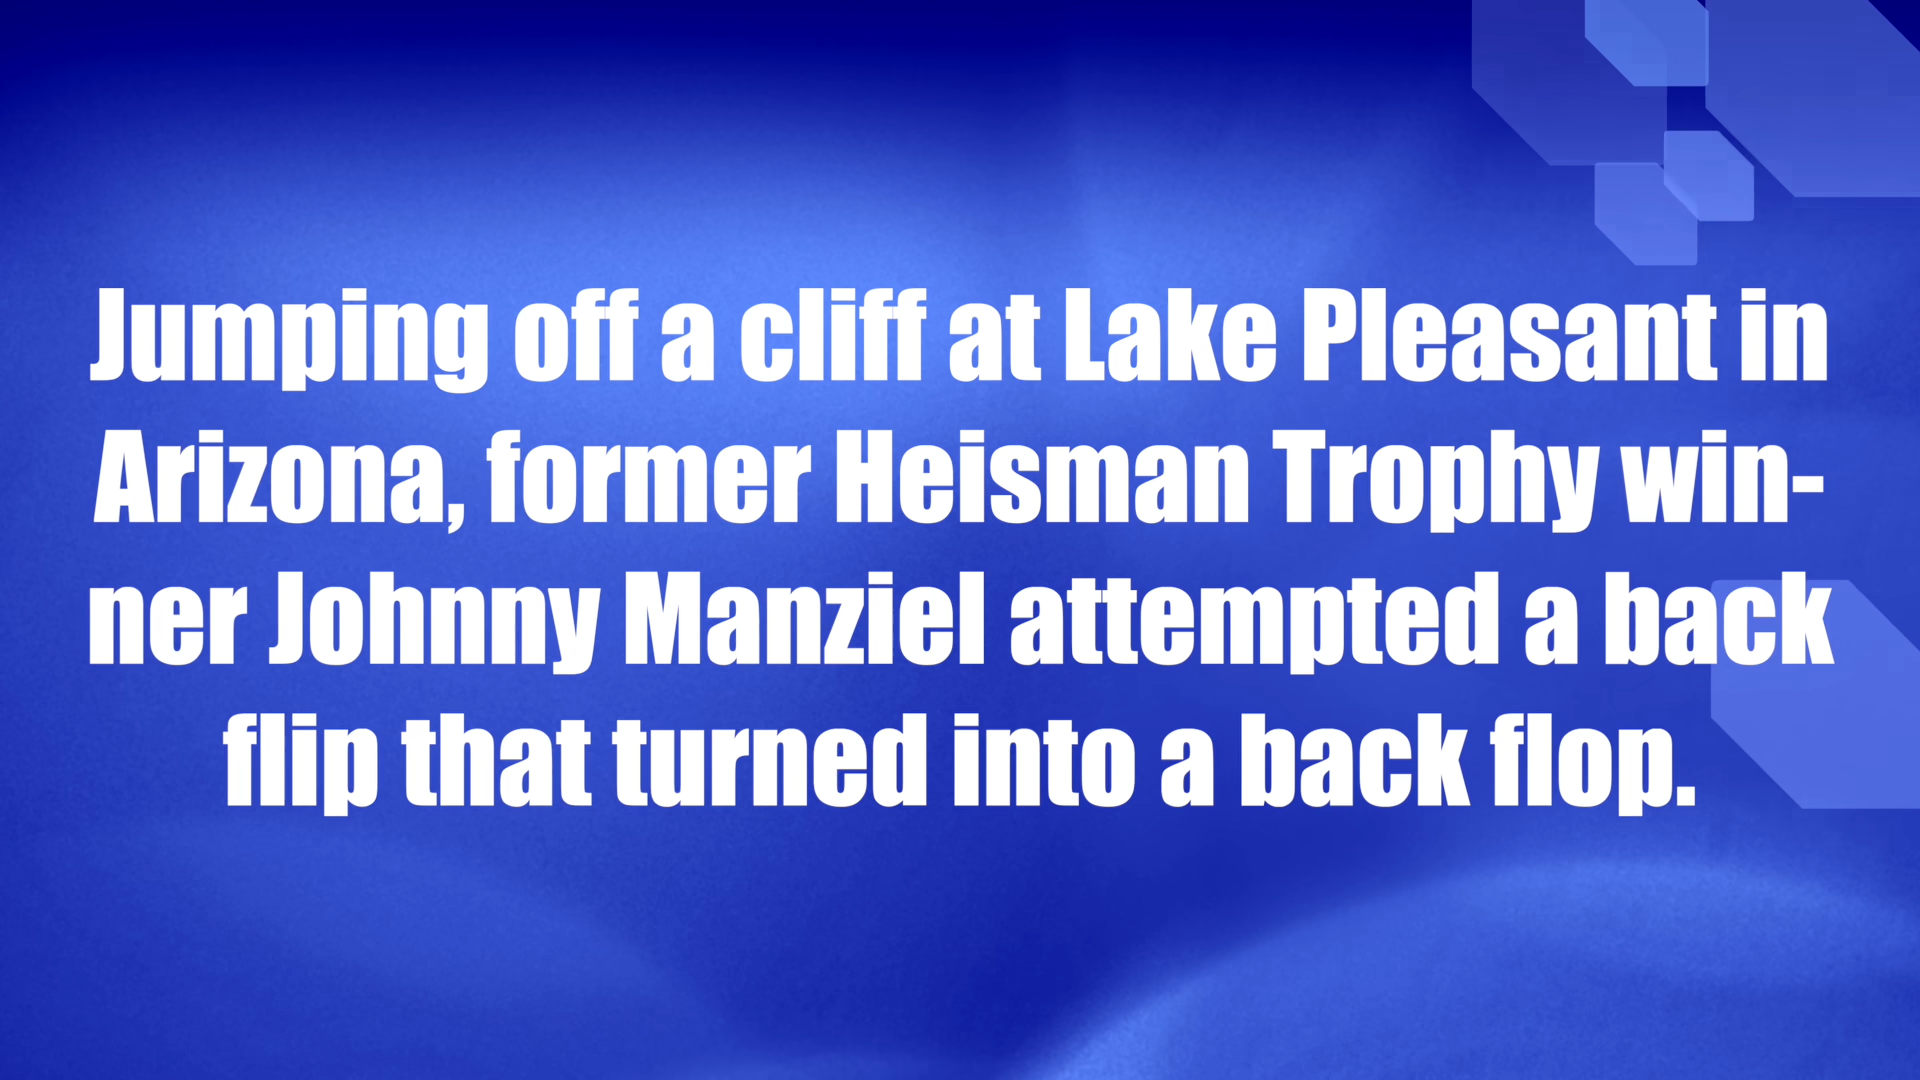 Jumping off a cliff at Lake Pleasant in
Arizona, former Heisman Trophy win-
ner Johnny Manziel attempted a back
flip that turned into a back flop.